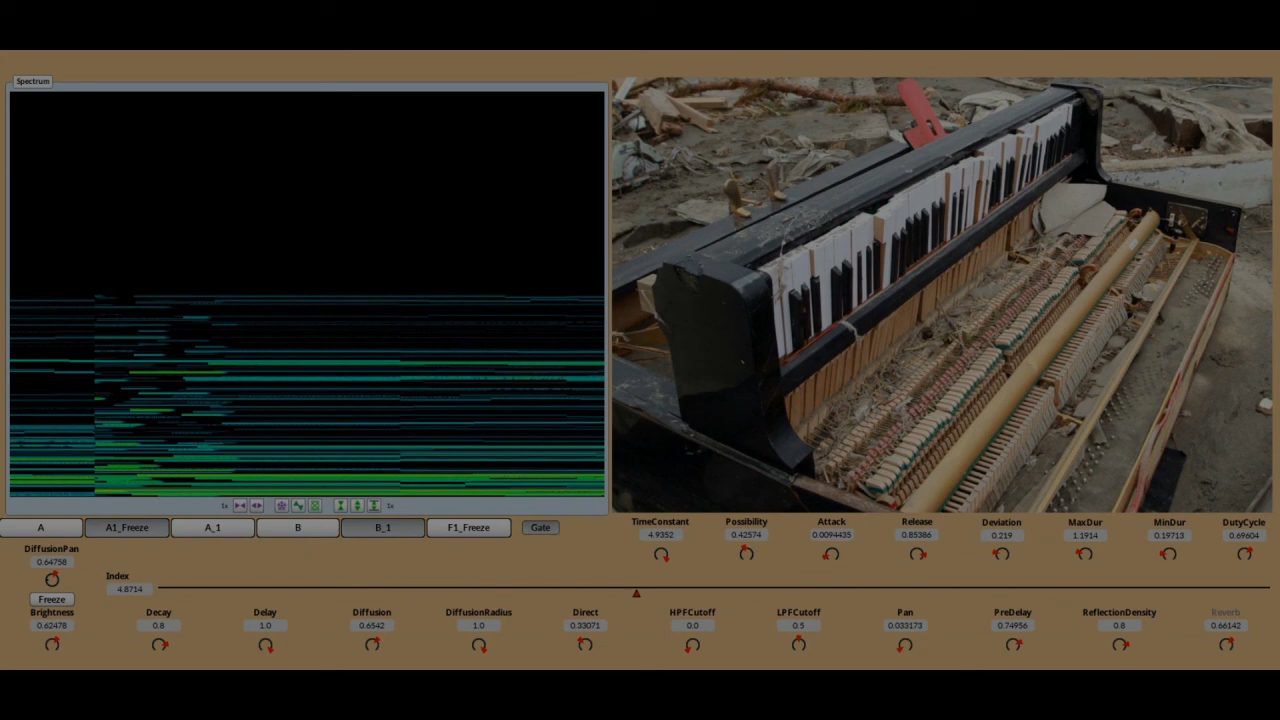 Spectrum
1x 1x
A A1_Freeze A_1 B B_1 F1_Freeze Gate
TimeConstant Possibility Attack Release Deviation MaxDur MinDur DutyCycle
4.9352 0.42574 0.0094435 0.85386 0.219 1.1914 0.19713 0.69604
DiffusionPan
0.64758
Index
4.8714
Freeze
Brightness Decay Delay Diffusion DiffusionRadius Direct HPFCutoff LPFCutoff Pan PreDelay ReflectionDensity Reverb
0.62478 0.8 1.0 0.6542 1.0 0.33071 0.0 0.5 0.033173 0.74956 0.8 0.66142